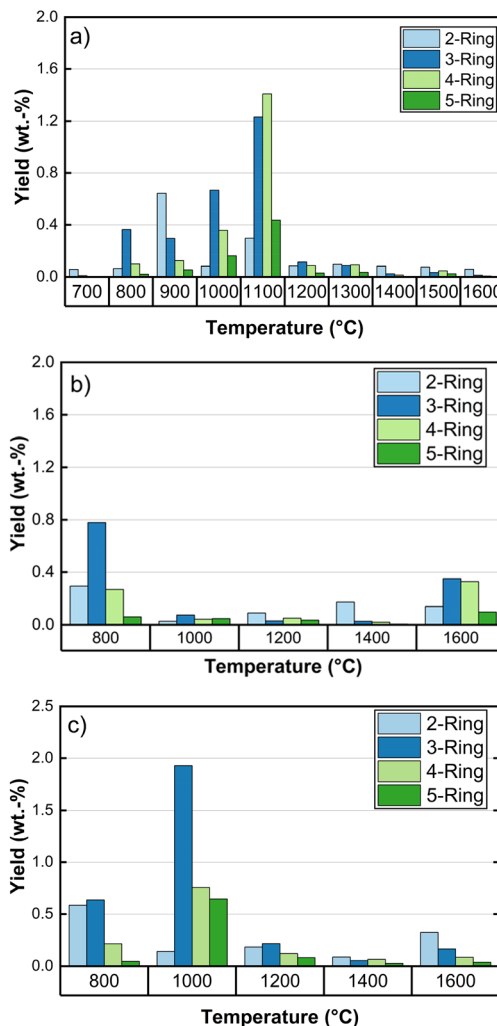 a)
2-Ring
3-Ring
4-Ring
5-Ring
Yield (wt.-%)
2.0
1.6
1.2
0.8
0.4
0.0
700 800 900 1000 1100 1200 1300 1400 1500 1600
Temperature (°C)
b)
2-Ring
3-Ring
4-Ring
5-Ring
Yield (wt.-%)
2.0
1.6
1.2
0.8
0.4
0.0
800 1000 1200 1400 1600
Temperature (°C)
c)
2-Ring
3-Ring
4-Ring
5-Ring
Yield (wt.-%)
2.5
2.0
1.5
1.0
0.5
0.0
800 1000 1200 1400 1600
Temperature (°C)